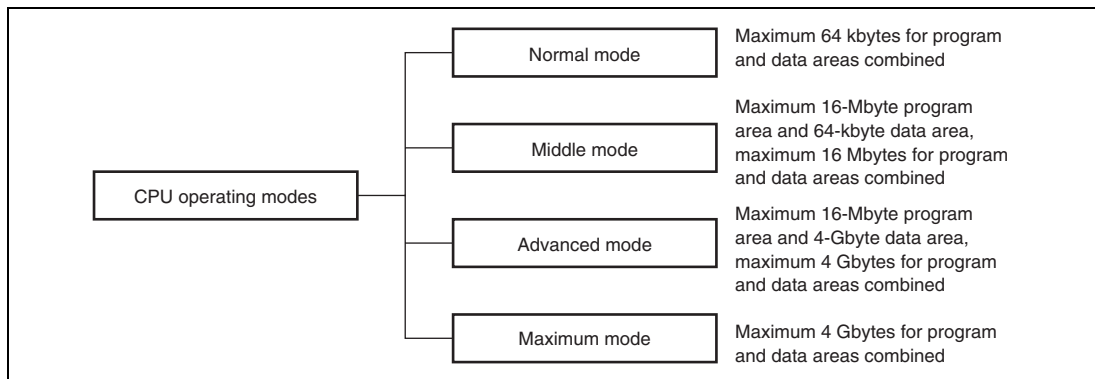 CPU operating modes
Normal mode
Maximum 64 kbytes for program
and data areas combined
Middle mode
Maximum 16-Mbyte program
area and 64-kbyte data area,
maximum 16 Mbytes for program
and data areas combined
Advanced mode
Maximum 16-Mbyte program
area and 4-Gbyte data area,
maximum 4 Gbytes for program
and data areas combined
Maximum mode
Maximum 4 Gbytes for program
and data areas combined